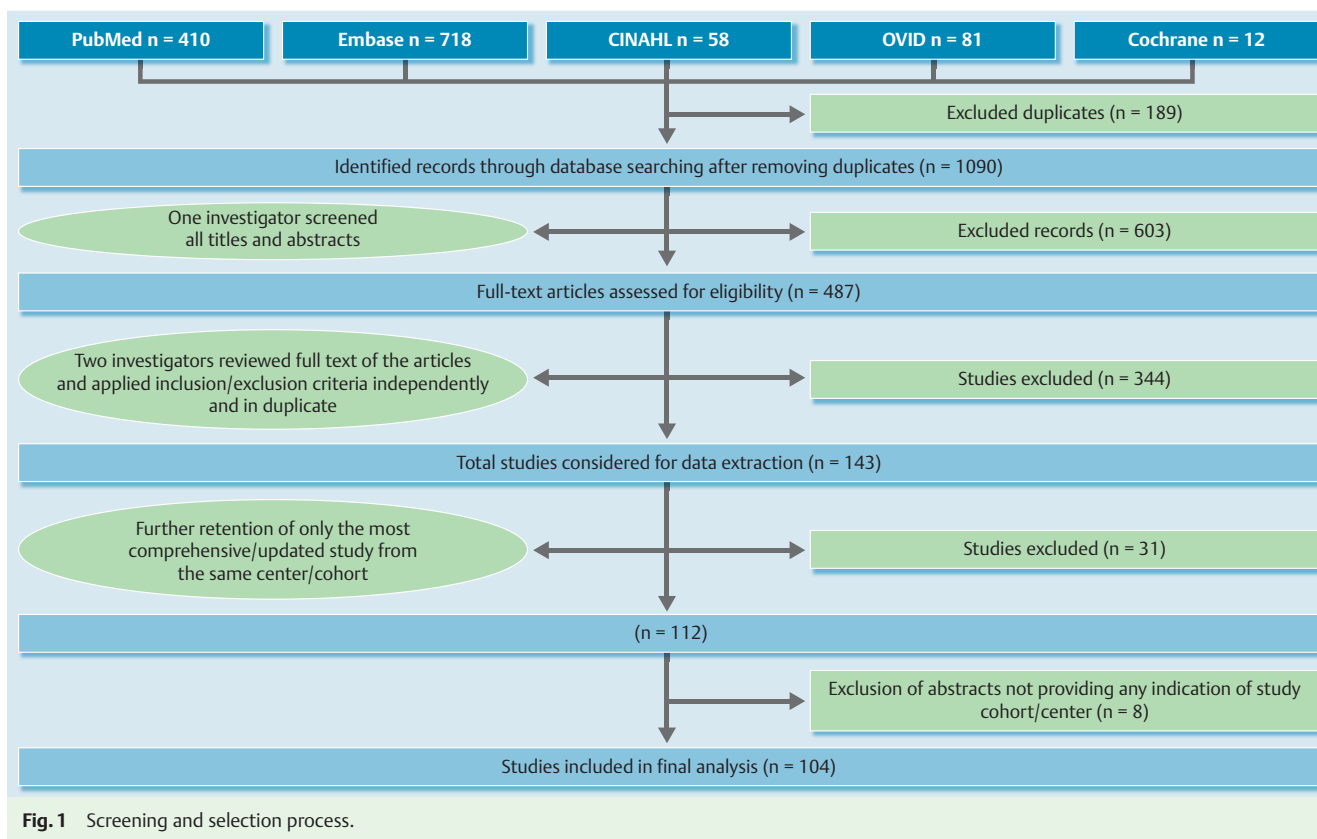 PubMed n = 410
Embase n = 718
CINAHL n = 58
OVID n = 81
Cochrane n = 12
Excluded duplicates (n = 189)
Identified records through database searching after removing duplicates (n = 1090)
One investigator screened
all titles and abstracts
Excluded records (n = 603)
Full-text articles assessed for eligibility (n = 487)
Two investigators reviewed full text of the articles
and applied inclusion/exclusion criteria independently
and in duplicate
Studies excluded (n = 344)
Total studies considered for data extraction (n = 143)
Further retention of only the most
comprehensive/updated study from
the same center/cohort
Studies excluded (n = 31)
(n = 112)
Exclusion of abstracts not providing any indication of study
cohort/center (n = 8)
Studies included in final analysis (n = 104)
Fig. 1 Screening and selection process.